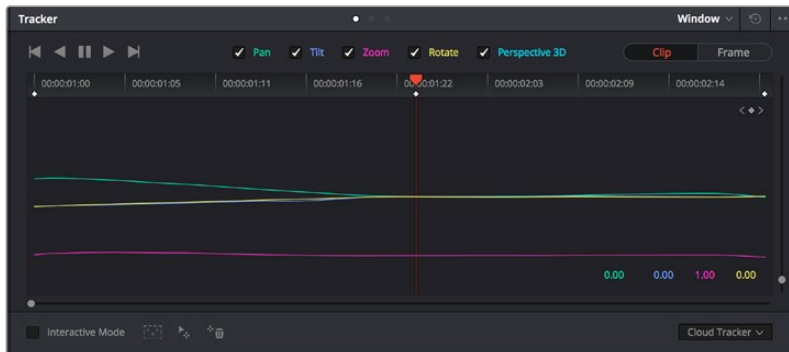 Tracker Window
Pan Tilt Zoom Rotate Perspective 3D Clip Frame
00:00:01:00 00:00:01:05 00:00:01:11 00:00:01:16 00:00:01:22 00:00:02:03 00:00:02:09 00:00:02:14
0.00 0.00 1.00 0.00
Interactive Mode Cloud Tracker